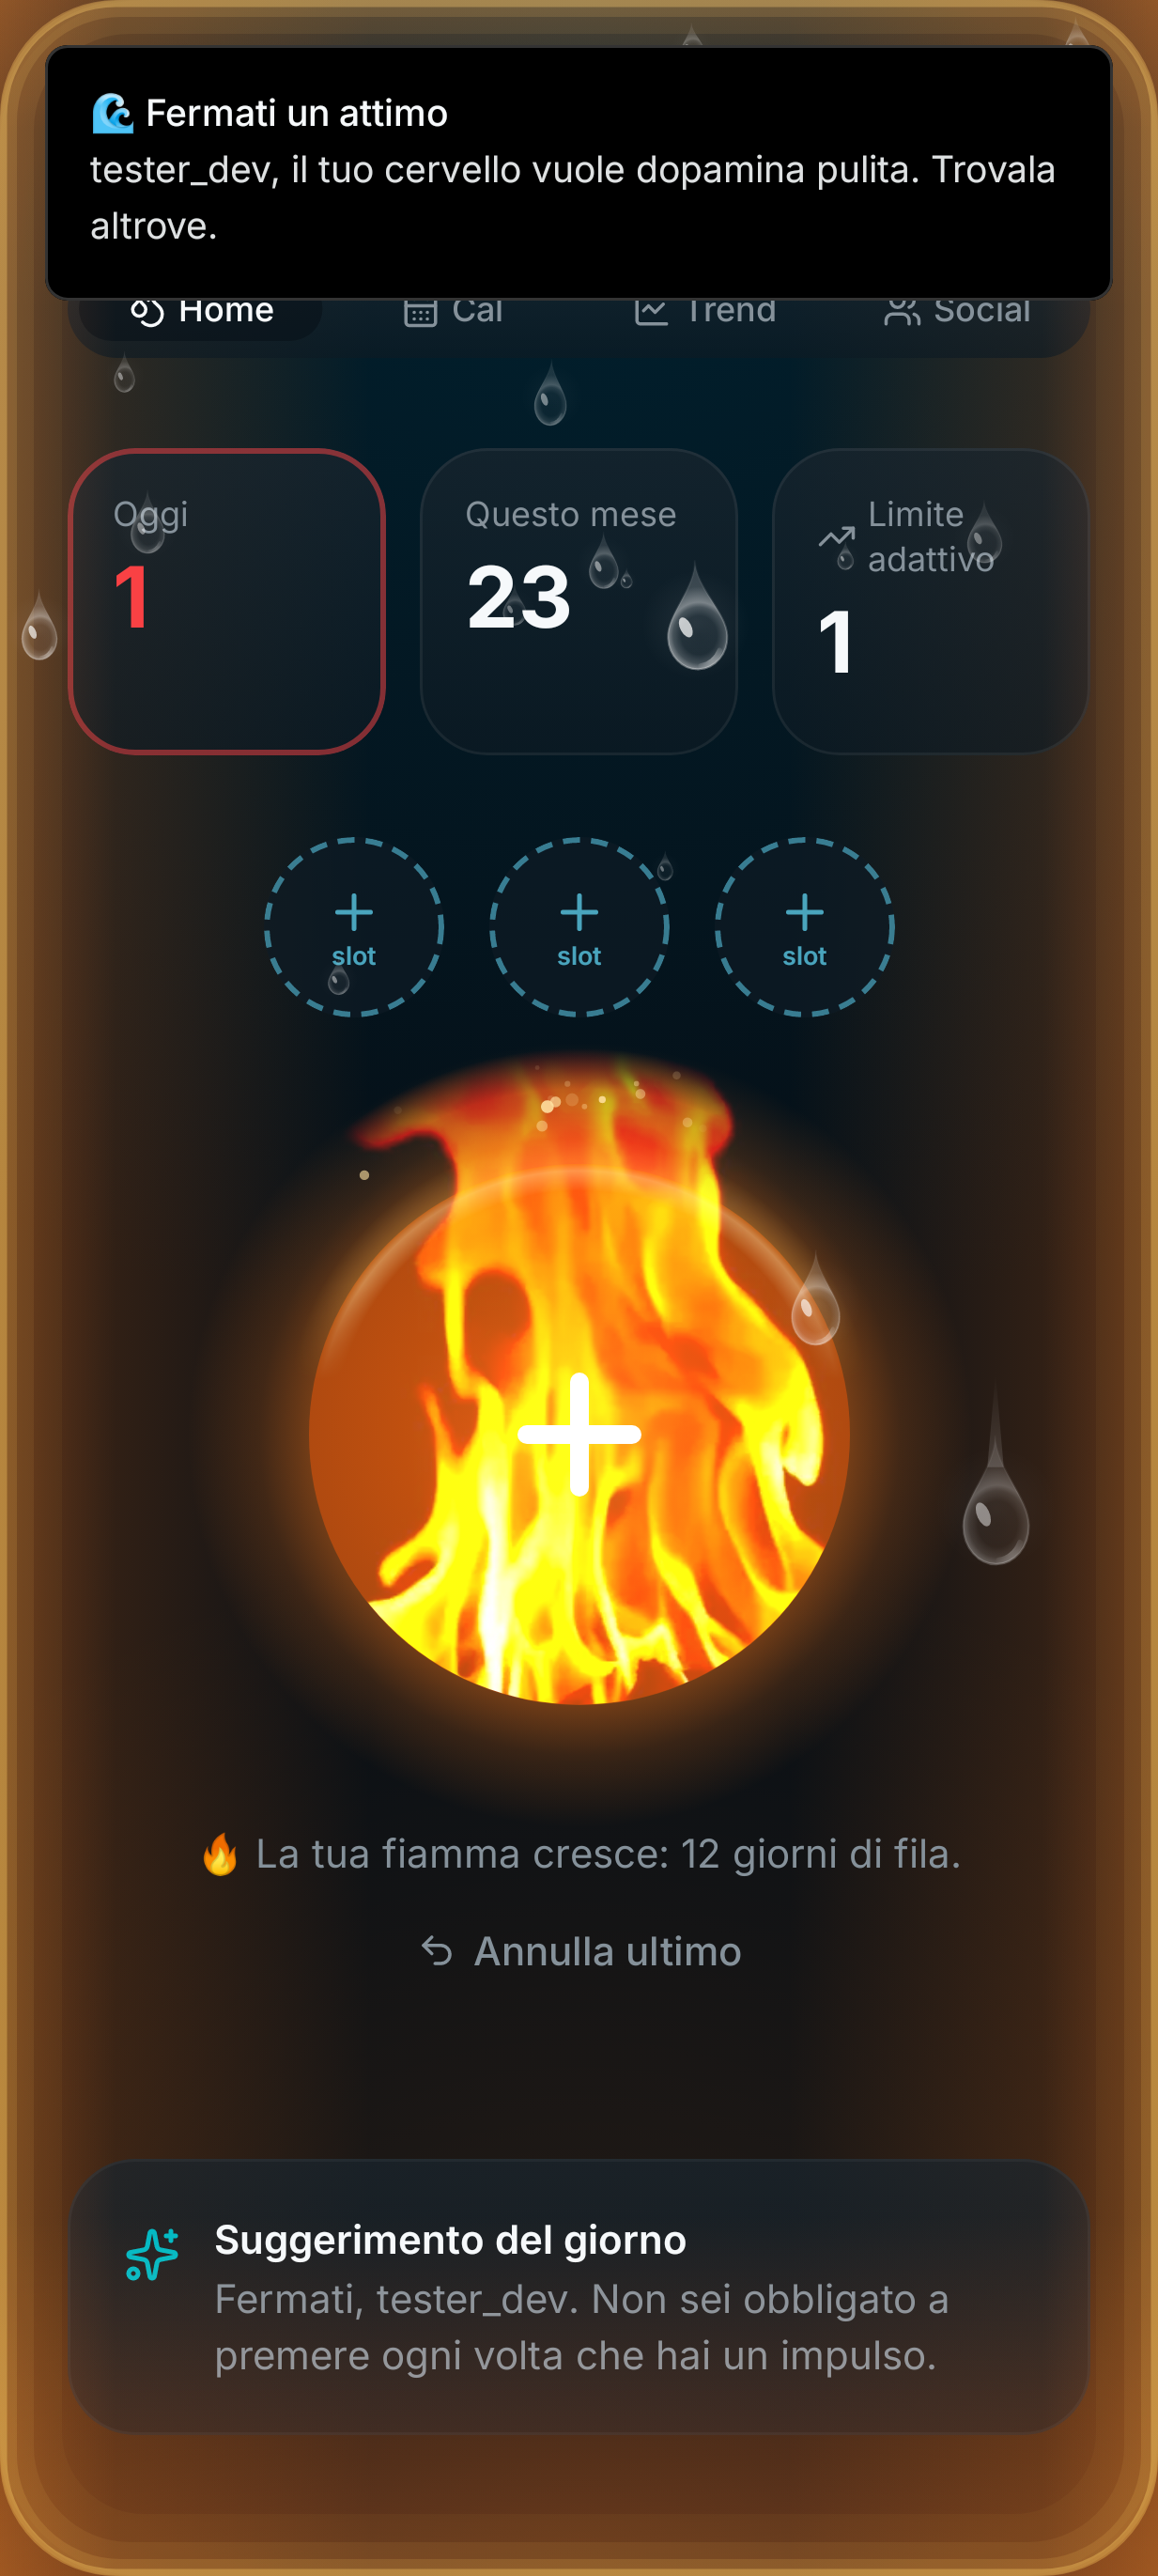 🌊 Fermati un attimo
tester_dev, il tuo cervello vuole dopamina pulita. Trovala
altrove.
Home
Cal
Trend
Social
Oggi
1
Questo mese
23
Limite
adattivo
1
slot
slot
slot
🔥 La tua fiamma cresce: 12 giorni di fila.
Annulla ultimo
Suggerimento del giorno
Fermati, tester_dev. Non sei obbligato a
premere ogni volta che hai un impulso.